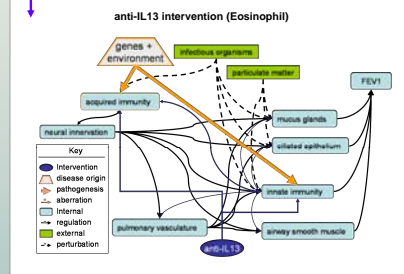 anti-IL13 intervention (Eosinophil)
genes +
environment
infectious organisms
particulate matter
FEV1
acquired immunity
mucus glands
neural innervation
ciliated epithelium
Key
Intervention
disease origin
pathogenesis
aberration
Internal
regulation
external
perturbation
innate immunity
pulmonary vasculature
airway smooth muscle
anti-IL13